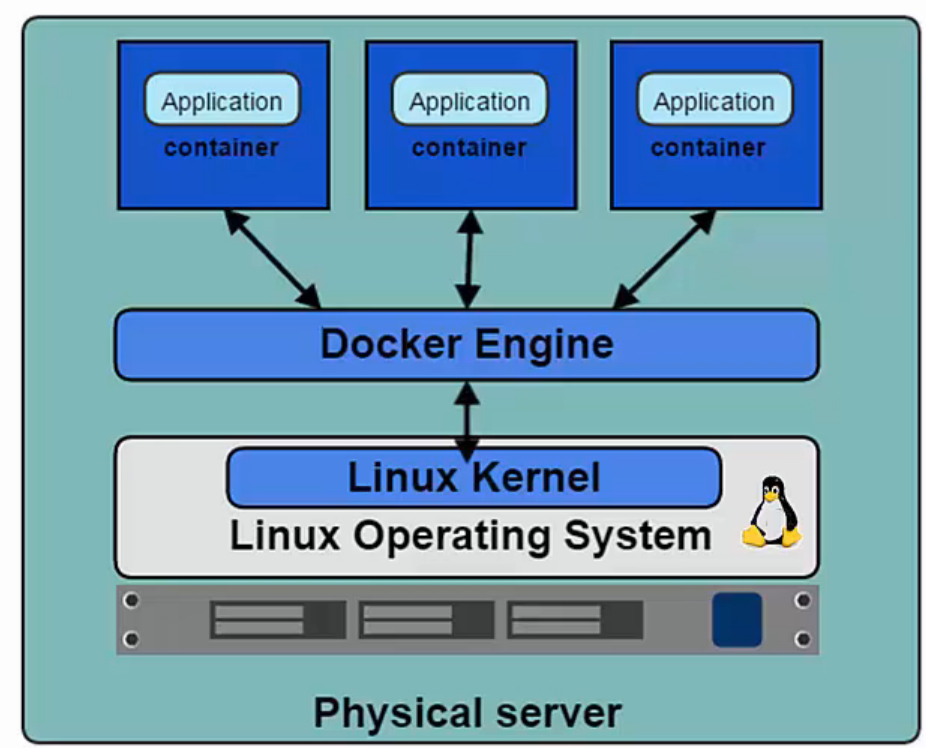 Application Application Application
container container container
Docker Engine
Linux Kernel
Linux Operating System
Physical server